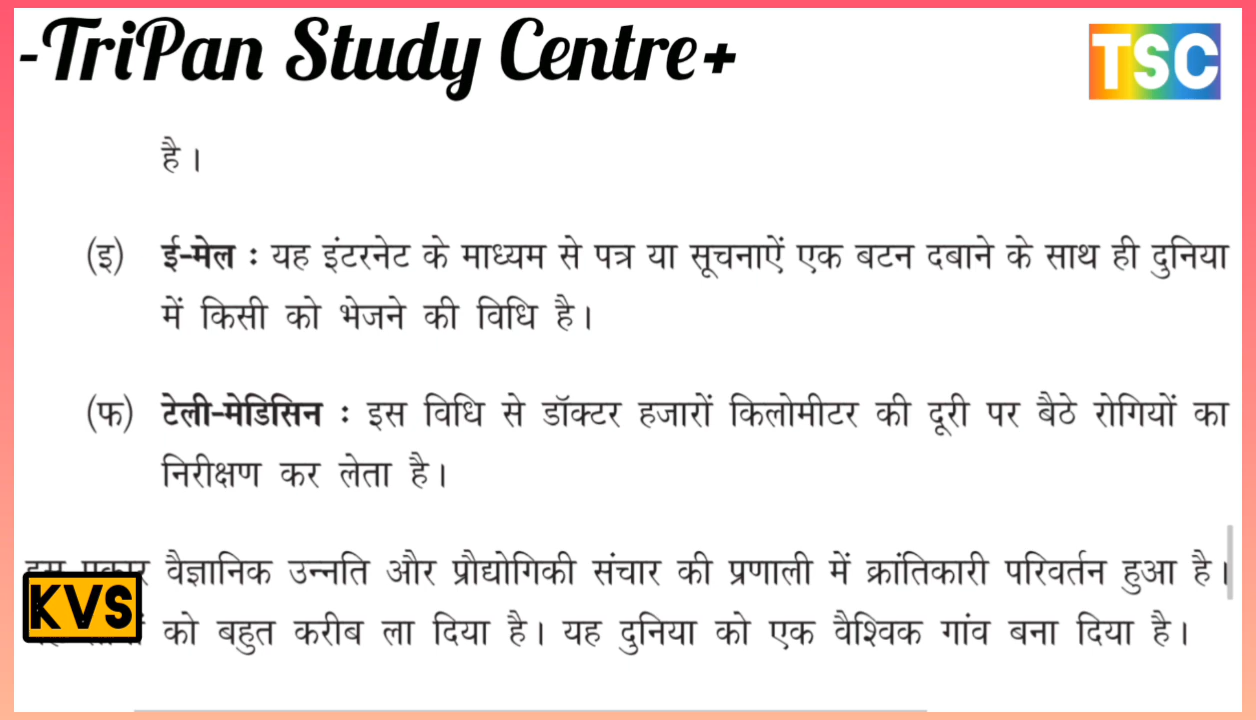 -TriPan Study Centre+
TSC
है।
(इ) ई-मेल : यह इंटरनेट के माध्यम से पत्र या सूचनाऐं एक बटन दबाने के साथ ही दुनिया
में किसी को भेजने की विधि है।
(फ) टेली-मेडिसिन : इस विधि से डॉक्टर हजारों किलोमीटर की दूरी पर बैठे रोगियों का
निरीक्षण कर लेता है।
वैज्ञानिक उन्नति और प्रौद्योगिकी संचार की प्रणाली में क्रांतिकारी परिवर्तन हुआ है।
KVS
को बहुत करीब ला दिया है। यह दुनिया को एक वैश्विक गांव बना दिया है।